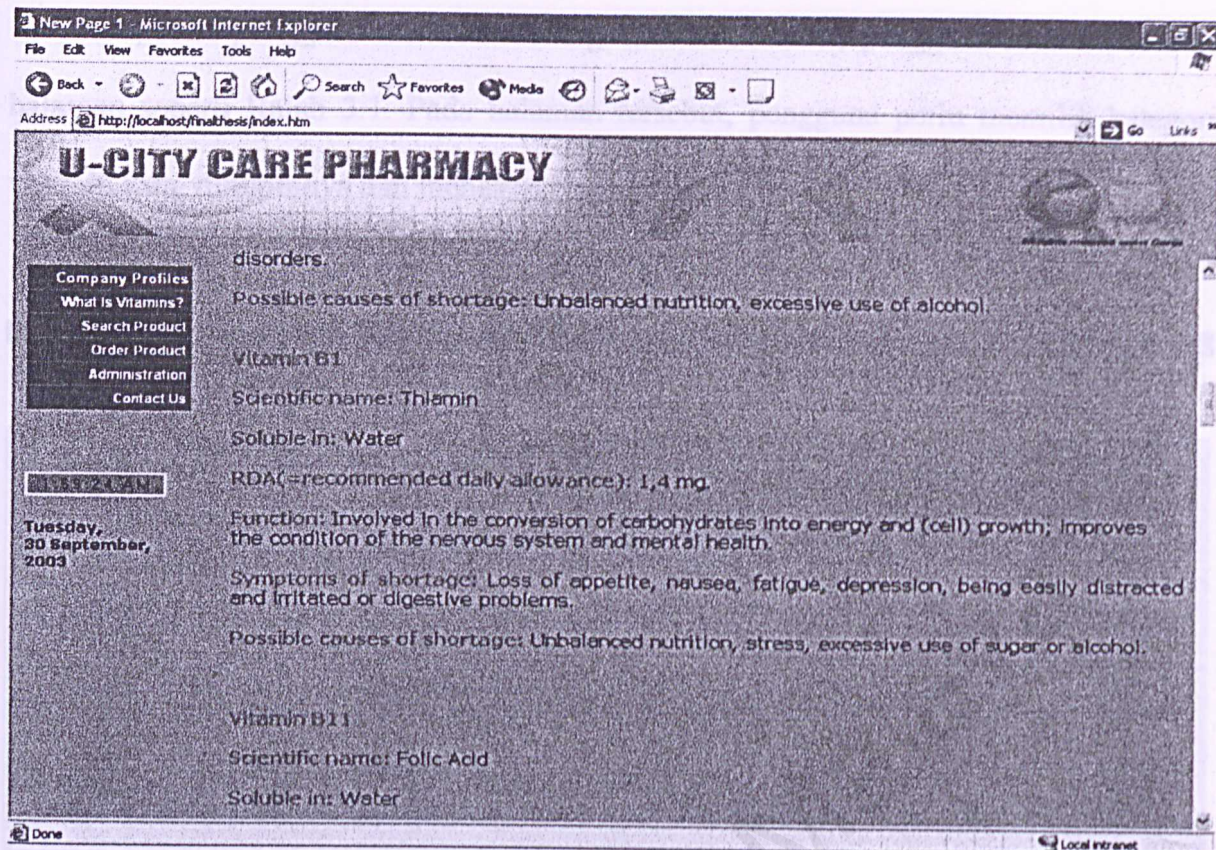 New Page 1 - Microsoft Internet Explorer
File Edit View Favorites Tools Help
Back Search Favorites Media
Address http://localhost/finalthesis/index.htm Go Links
U-CITY CARE PHARMACY
disorders.
Company Profiles
What Is Vitamins?
Search Product
Order Product
Administration
Contact Us
Possible causes of shortage: Unbalanced nutrition, excessive use of alcohol.
Vitamin B1
Scientific name: Thiamin
Soluble in: Water
RDA(=recommended daily allowance): 1,4 mg.
Tuesday,
30 September,
2003
Function: Involved in the conversion of carbohydrates into energy and (cell) growth; improves
the condition of the nervous system and mental health.
Symptoms of shortage: Loss of appetite, nausea, fatigue, depression, being easily distracted
and irritated or digestive problems.
Possible causes of shortage: Unbalanced nutrition, stress, excessive use of sugar or alcohol.
Vitamin B11
Scientific name: Folic Acid
Soluble in: Water
Done
Local intranet